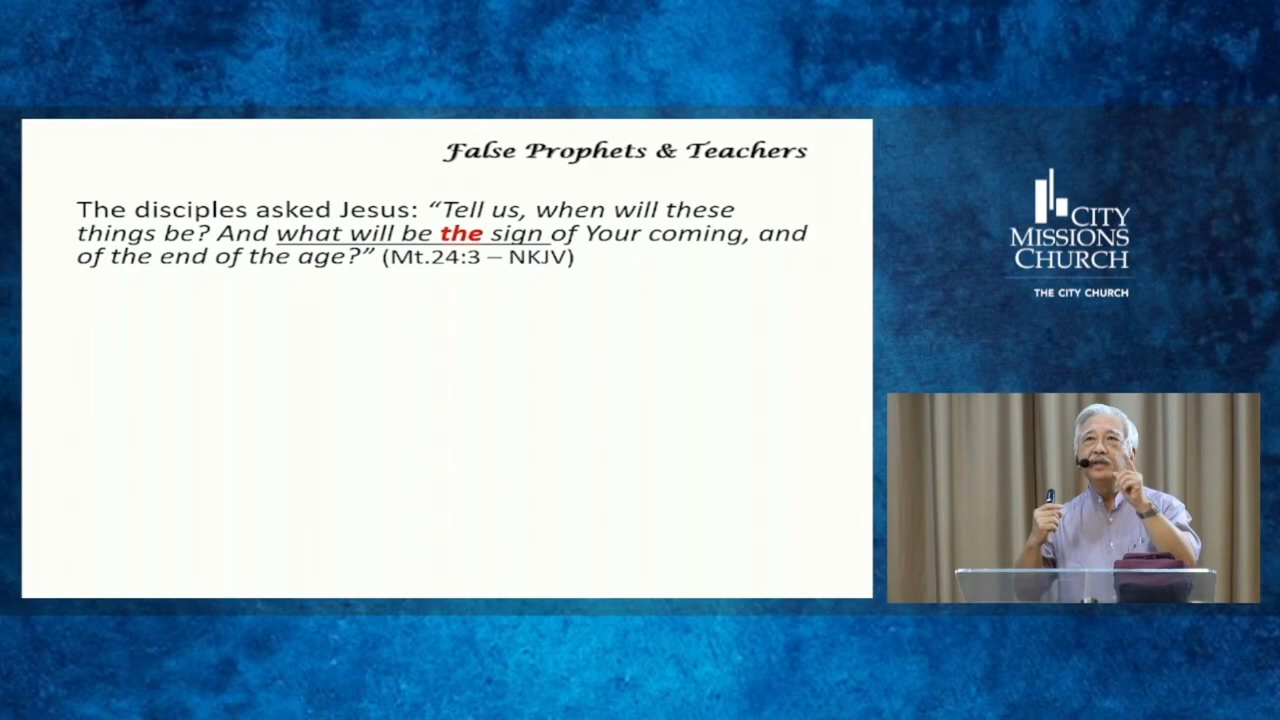 False Prophets & Teachers
The disciples asked Jesus: “Tell us, when will these
things be? And what will be the sign of Your coming, and
of the end of the age?” (Mt.24:3 – NKJV)
CITY
MISSIONS
CHURCH
THE CITY CHURCH